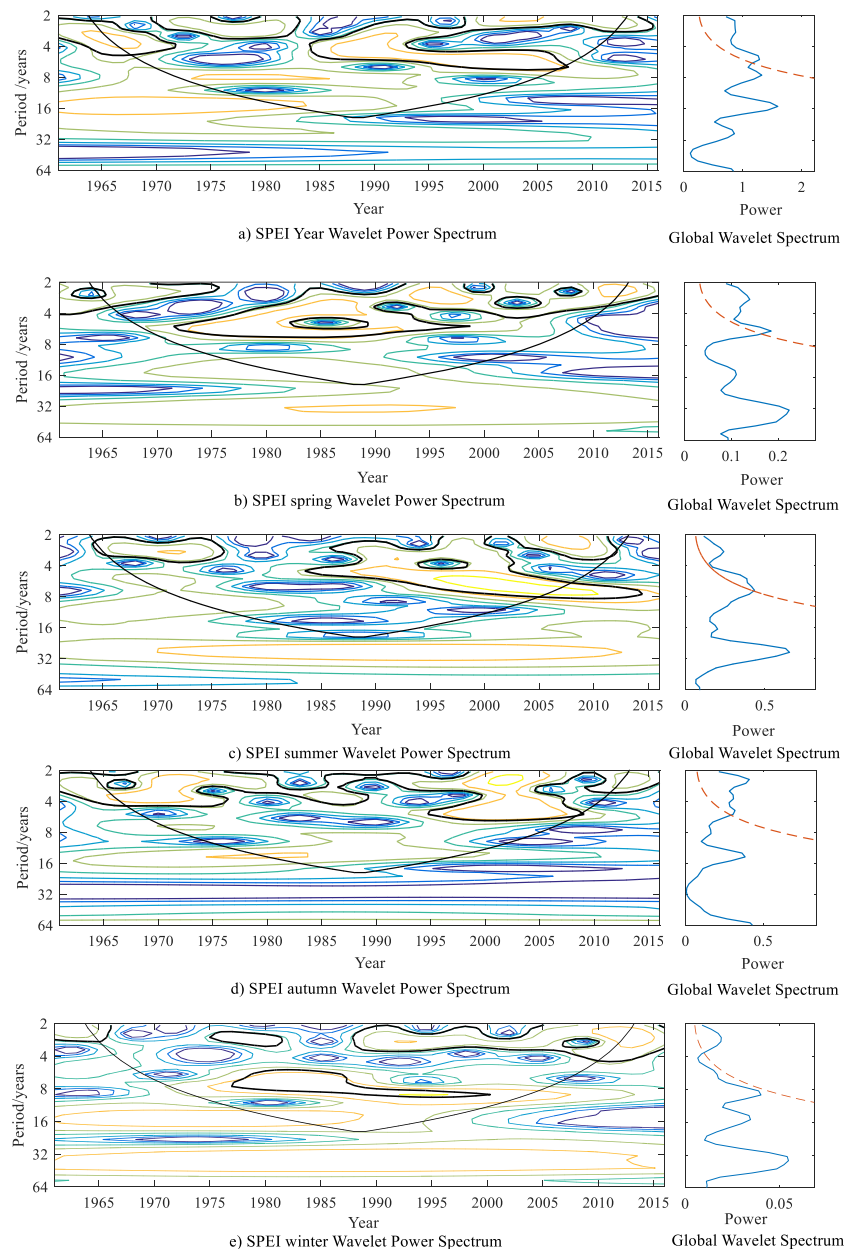 2
4
8
16
32
64
Period /years
1965 1970 1975 1980 1985 1990 1995 2000 2005 2010 2015
Year
a) SPEI Year Wavelet Power Spectrum
0 1 2
Power
Global Wavelet Spectrum
2
4
8
16
32
64
Period /years
1965 1970 1975 1980 1985 1990 1995 2000 2005 2010 2015
Year
b) SPEI spring Wavelet Power Spectrum
0 0.1 0.2
Power
Global Wavelet Spectrum
2
4
8
16
32
64
Period/years
1965 1970 1975 1980 1985 1990 1995 2000 2005 2010 2015
Year
c) SPEI summer Wavelet Power Spectrum
0 0.5
Power
Global Wavelet Spectrum
2
4
8
16
32
64
Period/years
1965 1970 1975 1980 1985 1990 1995 2000 2005 2010 2015
Year
d) SPEI autumn Wavelet Power Spectrum
0 0.5
Power
Global Wavelet Spectrum
2
4
8
16
32
64
Period/years
1965 1970 1975 1980 1985 1990 1995 2000 2005 2010 2015
Year
e) SPEI winter Wavelet Power Spectrum
0 0.05
Power
Global Wavelet Spectrum